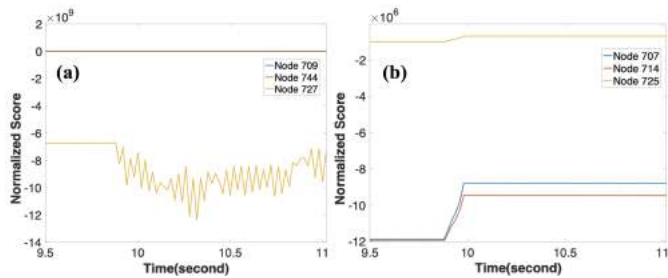 ×10⁹
2
0
-2
-4
-6
-8
-10
-12
-14
9.5
10
10.5
11
Time(second)
Normalized Score
(a)
Node 709
Node 744
Node 727
×10⁶
-2
-4
-6
-8
-10
-12
9.5
10
10.5
11
Time(second)
Normalized Score
(b)
Node 707
Node 714
Node 725